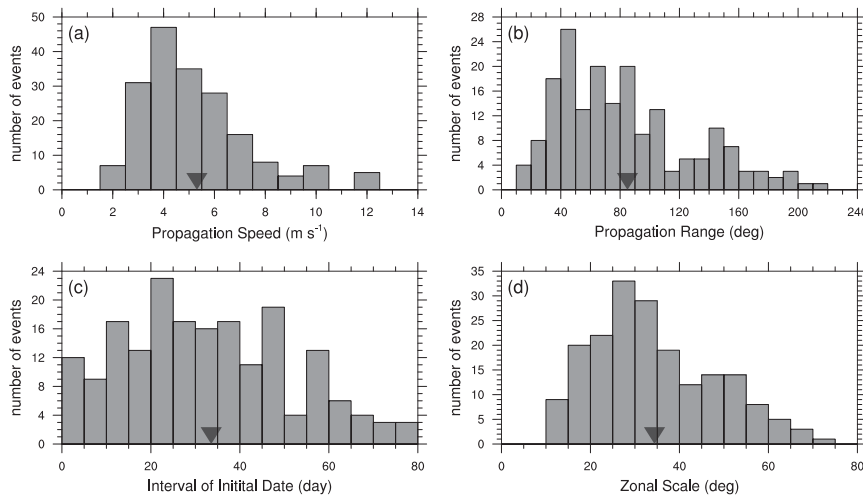 (a)
number of events
50
40
30
20
10
0
0 2 4 6 8 10 12 14
Propagation Speed (m s⁻¹)
(b)
number of events
28
24
20
16
12
8
4
0
0 40 80 120 160 200 240
Propagation Range (deg)
(c)
number of events
24
20
16
12
8
4
0
0 20 40 60 80
Interval of Initital Date (day)
(d)
number of events
35
30
25
20
15
10
5
0
0 20 40 60 80
Zonal Scale (deg)